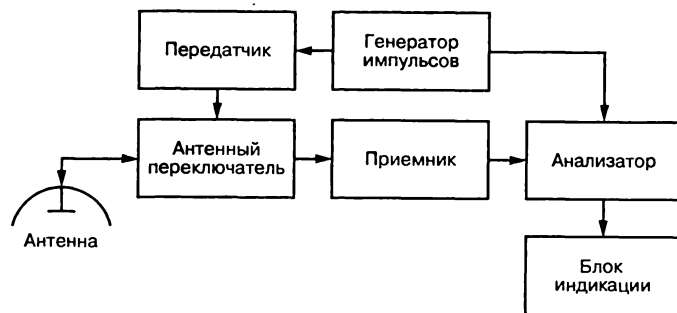 Передатчик
Генератор
импульсов
Антенный
переключатель
Приемник
Анализатор
Антенна
Блок
индикации